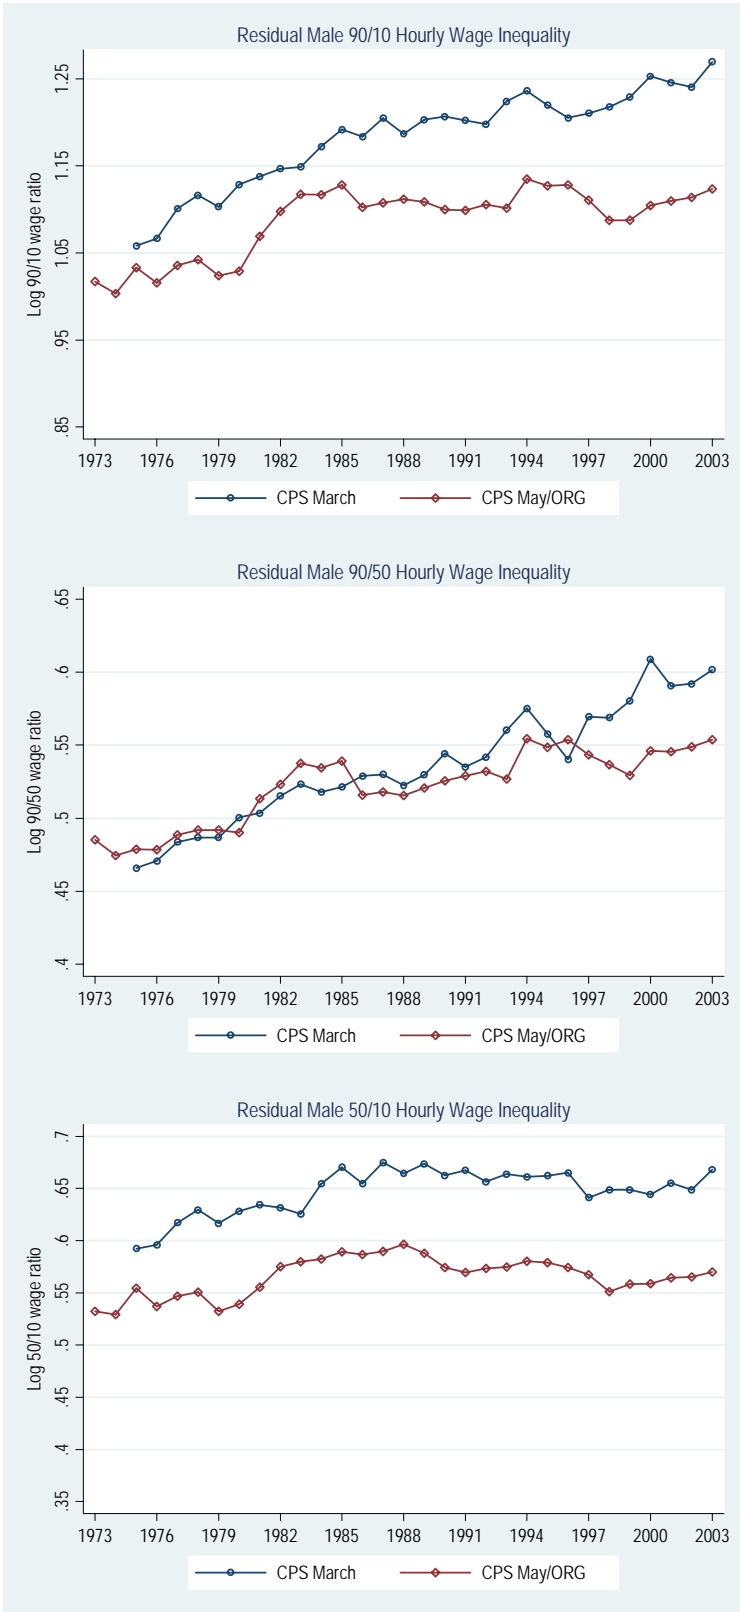 Residual Male 90/10 Hourly Wage Inequality
Log 90/10 wage ratio
1.25
1.15
1.05
.95
.85
1973 1976 1979 1982 1985 1988 1991 1994 1997 2000 2003
CPS March CPS May/ORG
Residual Male 90/50 Hourly Wage Inequality
Log 90/50 wage ratio
.65
.6
.55
.5
.45
.4
1973 1976 1979 1982 1985 1988 1991 1994 1997 2000 2003
CPS March CPS May/ORG
Residual Male 50/10 Hourly Wage Inequality
Log 50/10 wage ratio
.7
.65
.6
.55
.5
.45
.4
.35
1973 1976 1979 1982 1985 1988 1991 1994 1997 2000 2003
CPS March CPS May/ORG